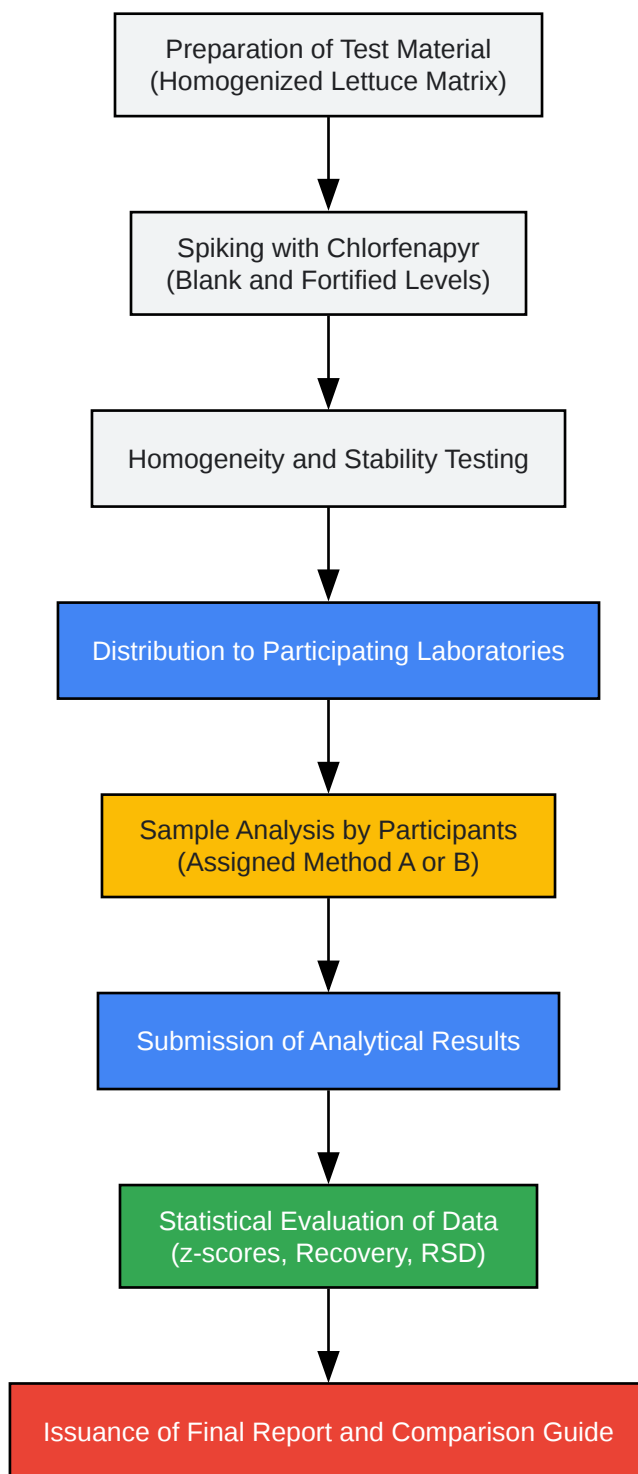 Preparation of Test Material
(Homogenized Lettuce Matrix)
Spiking with Chlorfenapyr
(Blank and Fortified Levels)
Homogeneity and Stability Testing
Distribution to Participating Laboratories
Sample Analysis by Participants
(Assigned Method A or B)
Submission of Analytical Results
Statistical Evaluation of Data
(z-scores, Recovery, RSD)
Issuance of Final Report and Comparison Guide